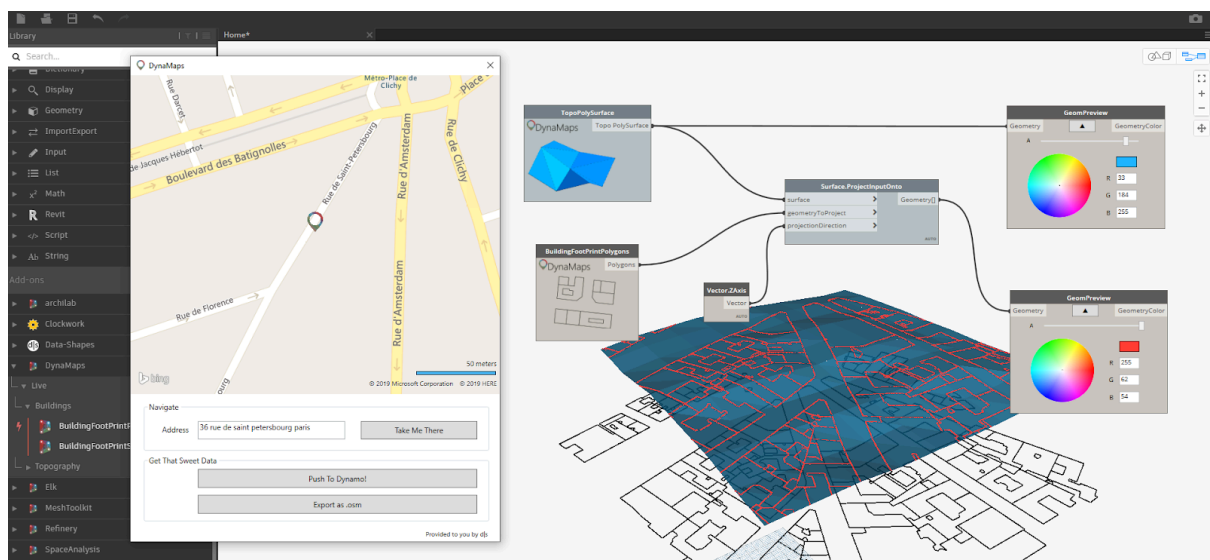 Library
Home*
Search...
Dictionary
Display
Geometry
ImportExport
Input
List
Math
Revit
Script
String
Add-ons
archilab
Clockwork
Data-Shapes
DynaMaps
Live
Buildings
BuildingFootPrintP
BuildingFootPrintS
Topography
Elk
MeshToolkit
Refinery
SpaceAnalysis
DynaMaps
Métro-Place de
Clichy
Place
Rue Darcet
Rue de Clichy
de Jacques Hébertot
Boulevard des Batignolles
Rue de Saint-Petersbourg
Rue d'Amsterdam
Rue de Florence
Rue d'Amsterdam
bourg
50 meters
bing
© 2019 Microsoft Corporation © 2019 HERE
Navigate
Address 36 rue de saint petersbourg paris Take Me There
Get That Sweet Data
Push To Dynamo!
Export as .osm
Provided to you by d|s
TopoPolySurface
DynaMaps Topo PolySurface
BuildingFootPrintPolygons
DynaMaps Polygons
Vector.ZAxis
Vector
AUTO
Surface.ProjectInputOnto
surface > Geometry[]
geometryToProject >
projectionDirection >
AUTO
GeomPreview
Geometry GeometryColor
A
R 33
G 184
B 255
GeomPreview
Geometry GeometryColor
A
R 255
G 62
B 54